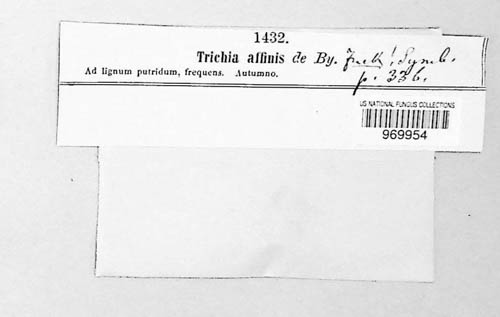 1432.
Trichia affinis de By. Fuck! Symb.
p. 336.
Ad lignum putridum, frequens. Autumno.
US NATIONAL FUNGUS COLLECTIONS
969954